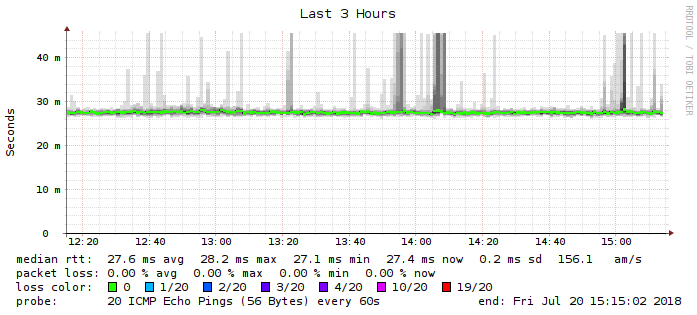 Last 3 Hours
RRDTOOL / TOBI OETIKER
Seconds
40 m
30 m
20 m
10 m
0
12:20 12:40 13:00 13:20 13:40 14:00 14:20 14:40 15:00
median rtt: 27.6 ms avg 28.2 ms max 27.1 ms min 27.4 ms now 0.2 ms sd 156.1 am/s
packet loss: 0.00 % avg 0.00 % max 0.00 % min 0.00 % now
loss color: 0 1/20 2/20 3/20 4/20 10/20 19/20
probe: 20 ICMP Echo Pings (56 Bytes) every 60s end: Fri Jul 20 15:15:02 2018